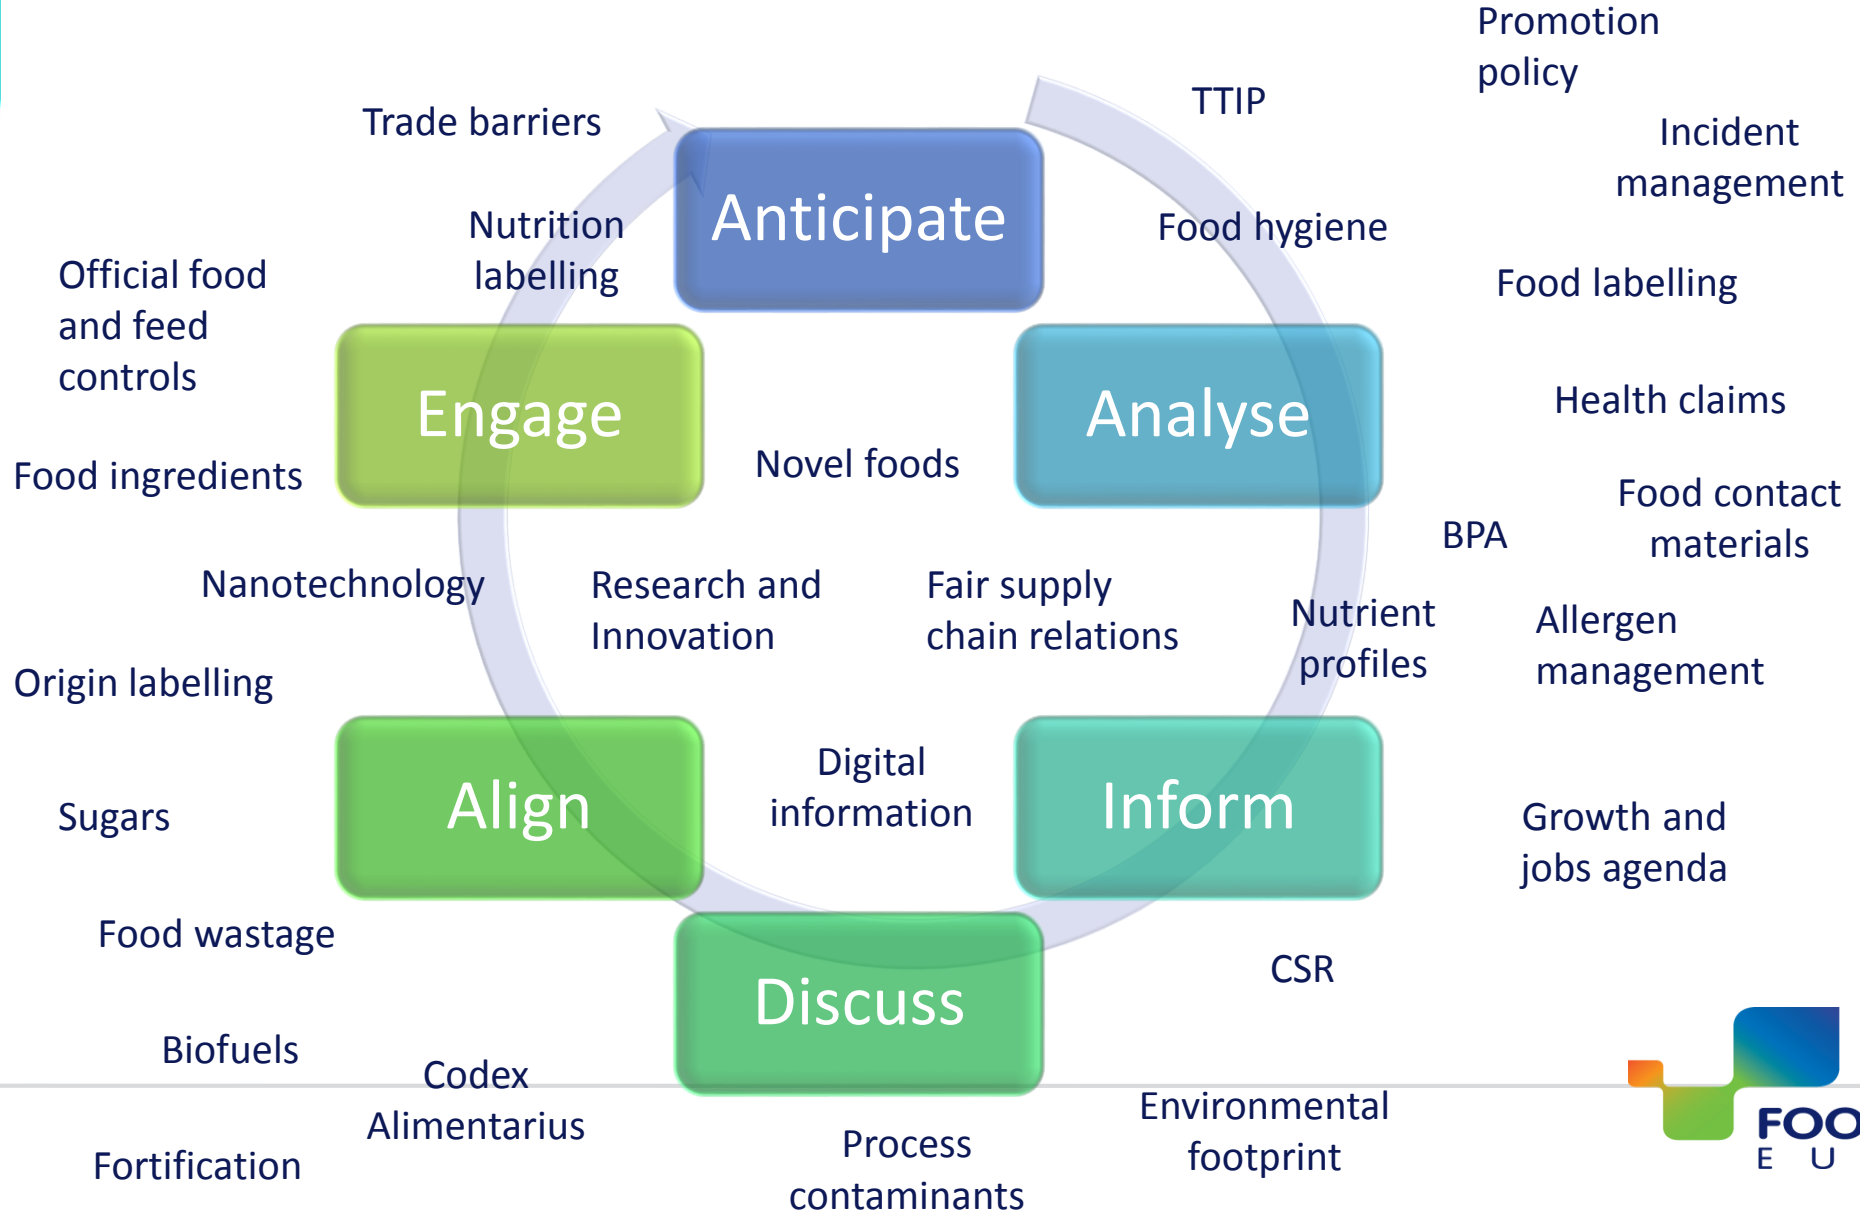 Promotion
policy
TTIP
Trade barriers
Incident
management
Anticipate
Nutrition
labelling
Food hygiene
Official food
and feed
controls
Food labelling
Engage
Analyse
Health claims
Novel foods
Food ingredients
Food contact
materials
BPA
Nanotechnology
Research and
Innovation
Fair supply
chain relations
Nutrient
profiles
Allergen
management
Origin labelling
Digital
information
Align
Inform
Sugars
Growth and
jobs agenda
Food wastage
CSR
Discuss
Biofuels
Codex
Alimentarius
Environmental
footprint
Process
contaminants
Fortification
FOO
E U